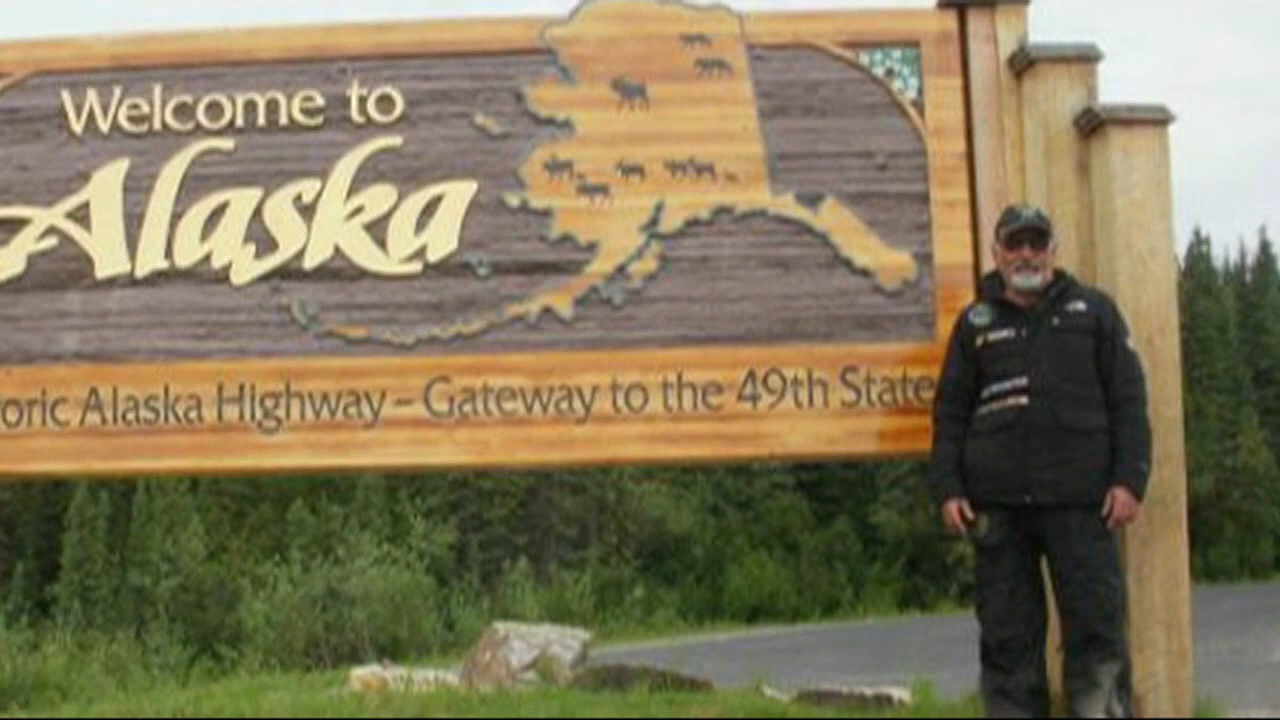 Welcome to
Alaska
oric Alaska Highway – Gateway to the 49th State